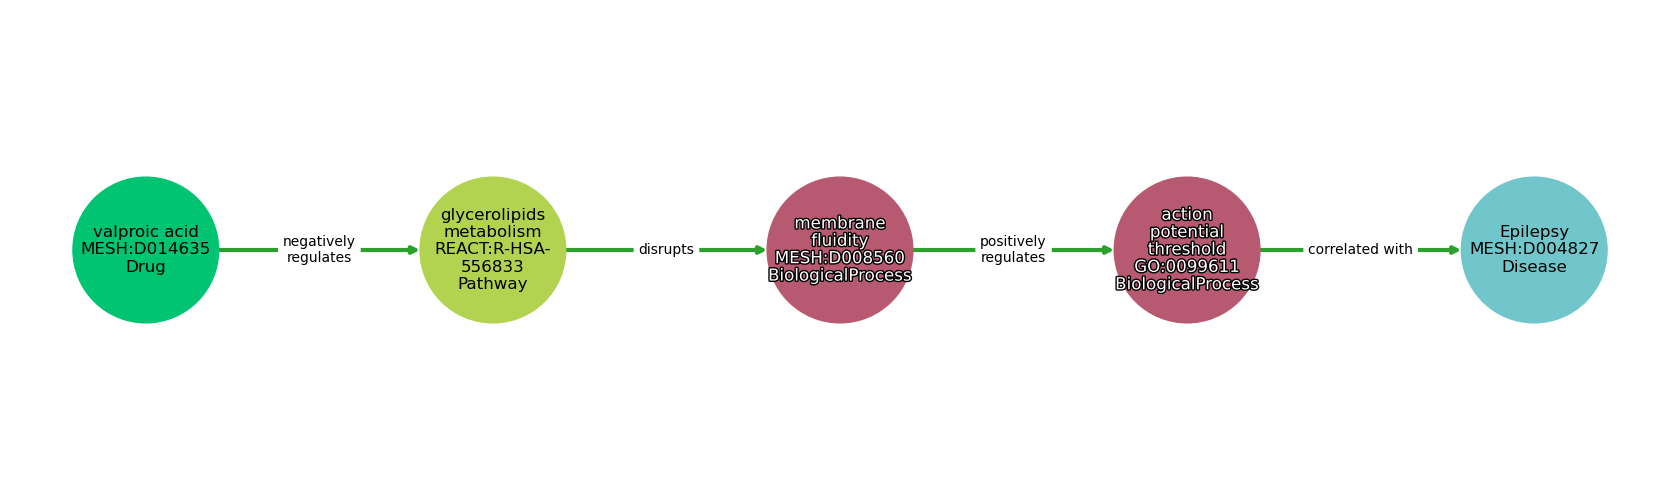 valproic acid
MESH:D014635
Drug
negatively
regulates
glycerolipids
metabolism
REACT:R-HSA-
556833
Pathway
disrupts
membrane
fluidity
MESH:D008560
BiologicalProcess
positively
regulates
action
potential
threshold
GO:0099611
BiologicalProcess
correlated with
Epilepsy
MESH:D004827
Disease